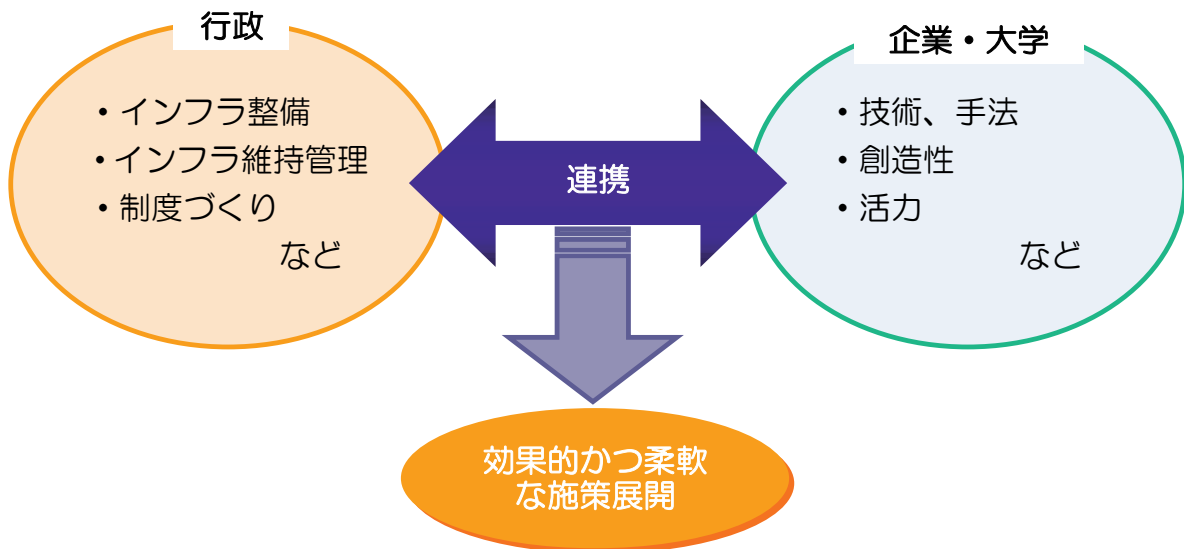 行政
・インフラ整備
・インフラ維持管理
・制度づくり
など
連携
企業・大学
・技術、手法
・創造性
・活力
など
効果的かつ柔軟
な施策展開